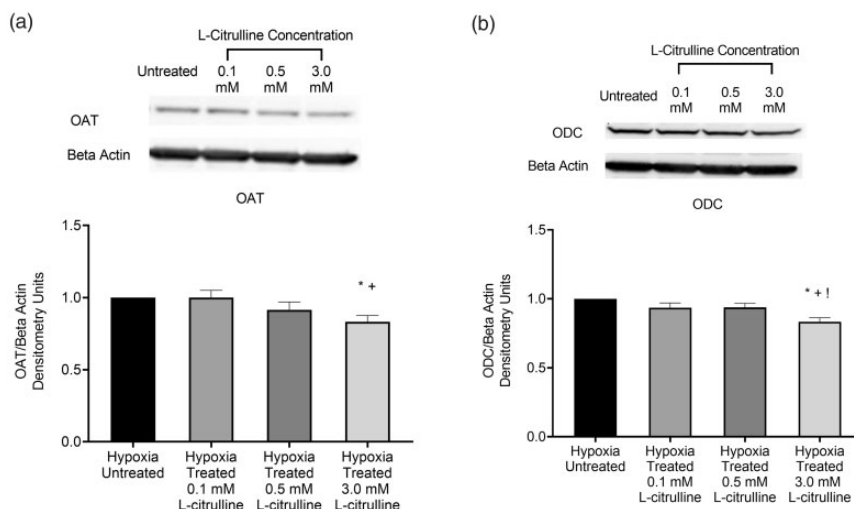 (a)
L-Citrulline Concentration
Untreated 0.1 mM 0.5 mM 3.0 mM
OAT
Beta Actin
OAT
OAT/Beta Actin
Densitometry Units
1.5
1.0
0.5
0.0
* +
Hypoxia Untreated
Hypoxia Treated 0.1 mM L-citrulline
Hypoxia Treated 0.5 mM L-citrulline
Hypoxia Treated 3.0 mM L-citrulline
(b)
L-Citrulline Concentration
Untreated 0.1 mM 0.5 mM 3.0 mM
ODC
Beta Actin
ODC
ODC/Beta Actin
Densitometry Units
1.5
1.0
0.5
0.0
* + !
Hypoxia Untreated
Hypoxia Treated 0.1 mM L-citrulline
Hypoxia Treated 0.5 mM L-citrulline
Hypoxia Treated 3.0 mM L-citrulline